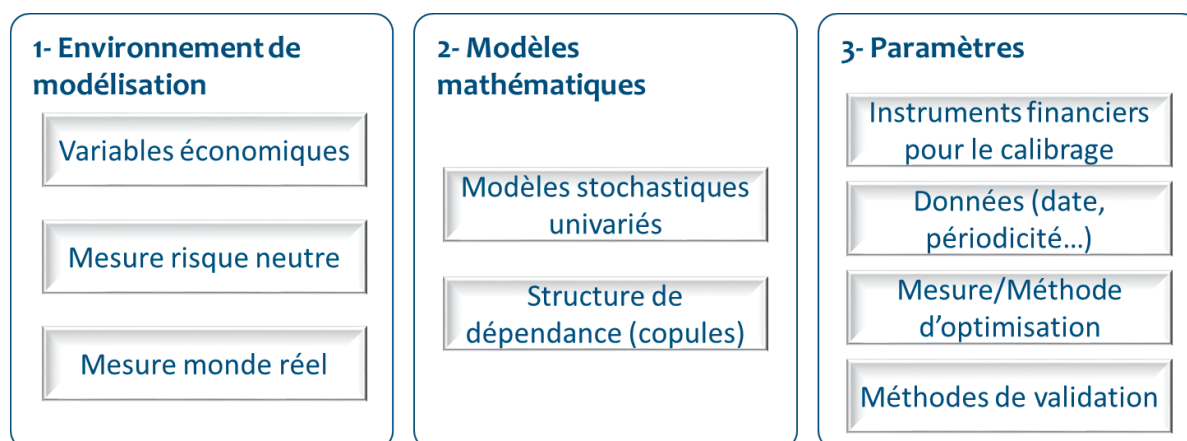 1- Environnement de
modélisation
Variables économiques
Mesure risque neutre
Mesure monde réel
2- Modèles
mathématiques
Modèles stochastiques
univariés
Structure de
dépendance (copules)
3- Paramètres
Instruments financiers
pour le calibrage
Données (date,
périodicité...)
Mesure/Méthode
d'optimisation
Méthodes de validation